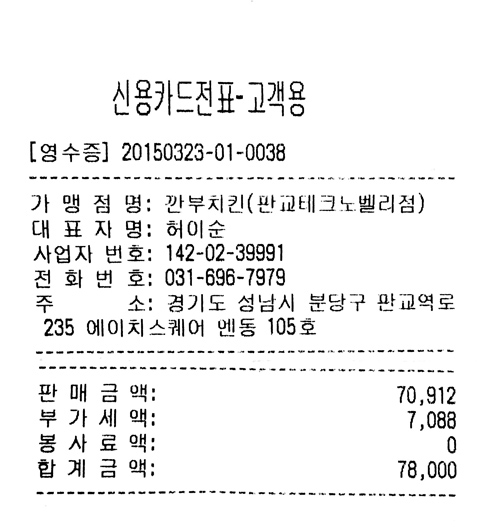 신용카드전표-고객용
[영수증] 20150323-01-0038
가 맹 점 명: 깐부치킨(판교테크노벨리점)
대 표 자 명: 허이순
사업자 번호: 142-02-39991
전 화 번 호: 031-696-7979
주 소: 경기도 성남시 분당구 판교역로
235 에이치스퀘어 엔동 105호
판 매 금 액: 70,912
부 가 세 액: 7,088
봉 사 료 액: 0
합 계 금 액: 78,000